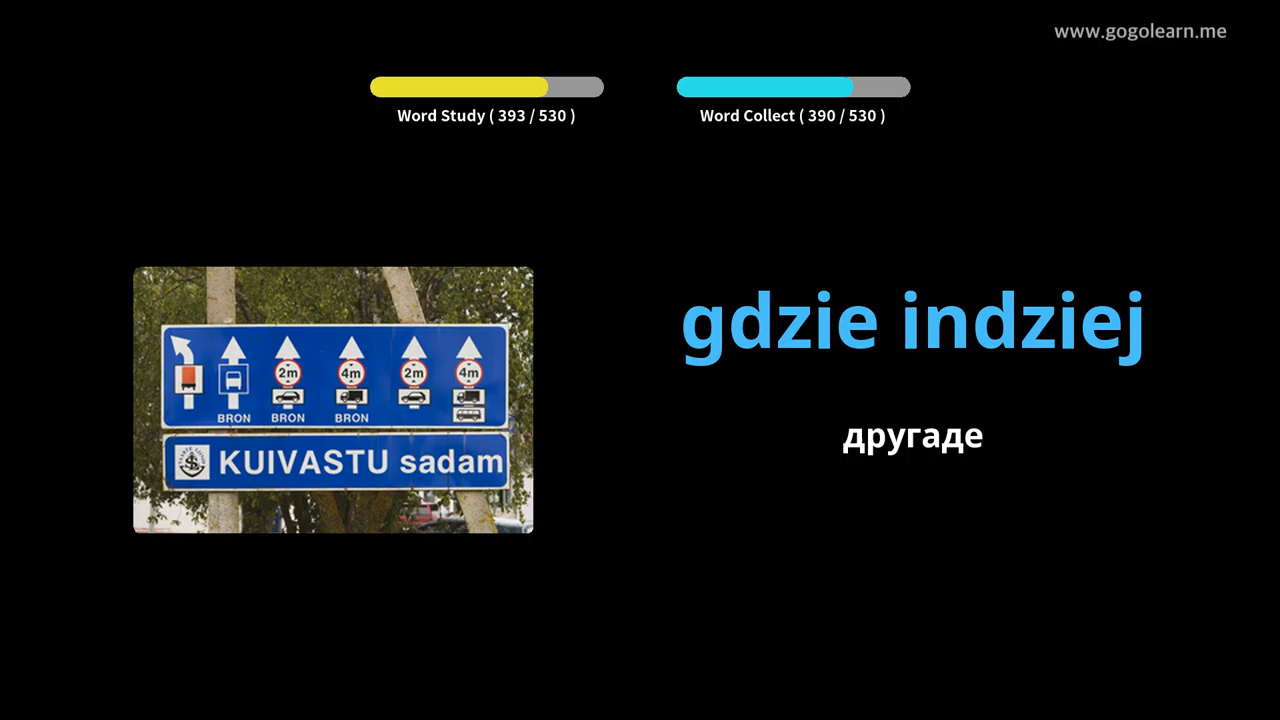 www.gogolearn.me
Word Study ( 393 / 530 )
Word Collect ( 390 / 530 )
2m 4m 2m 4m
BRON BRON BRON
KUIVASTU sadam
gdzie indziej
другаде